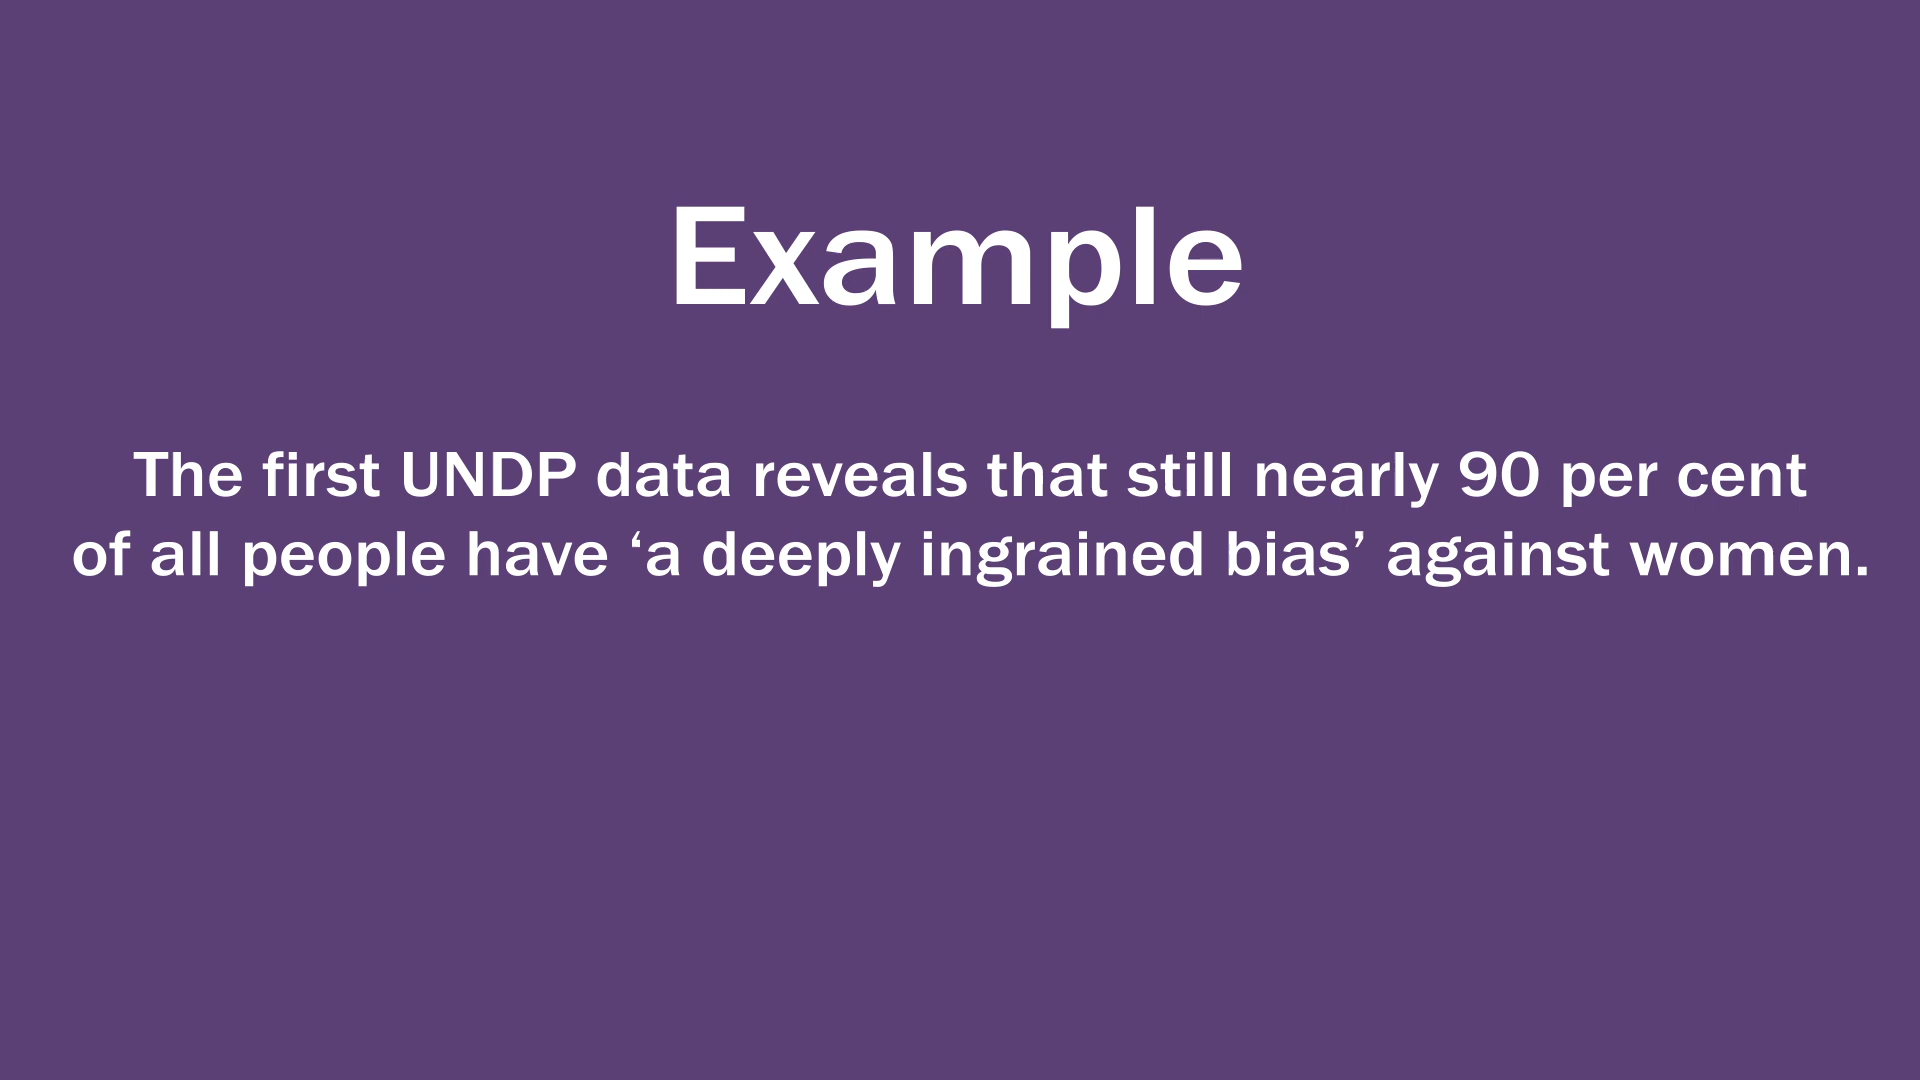 Example
The first UNDP data reveals that still nearly 90 per cent
of all people have ‘a deeply ingrained bias’ against women.